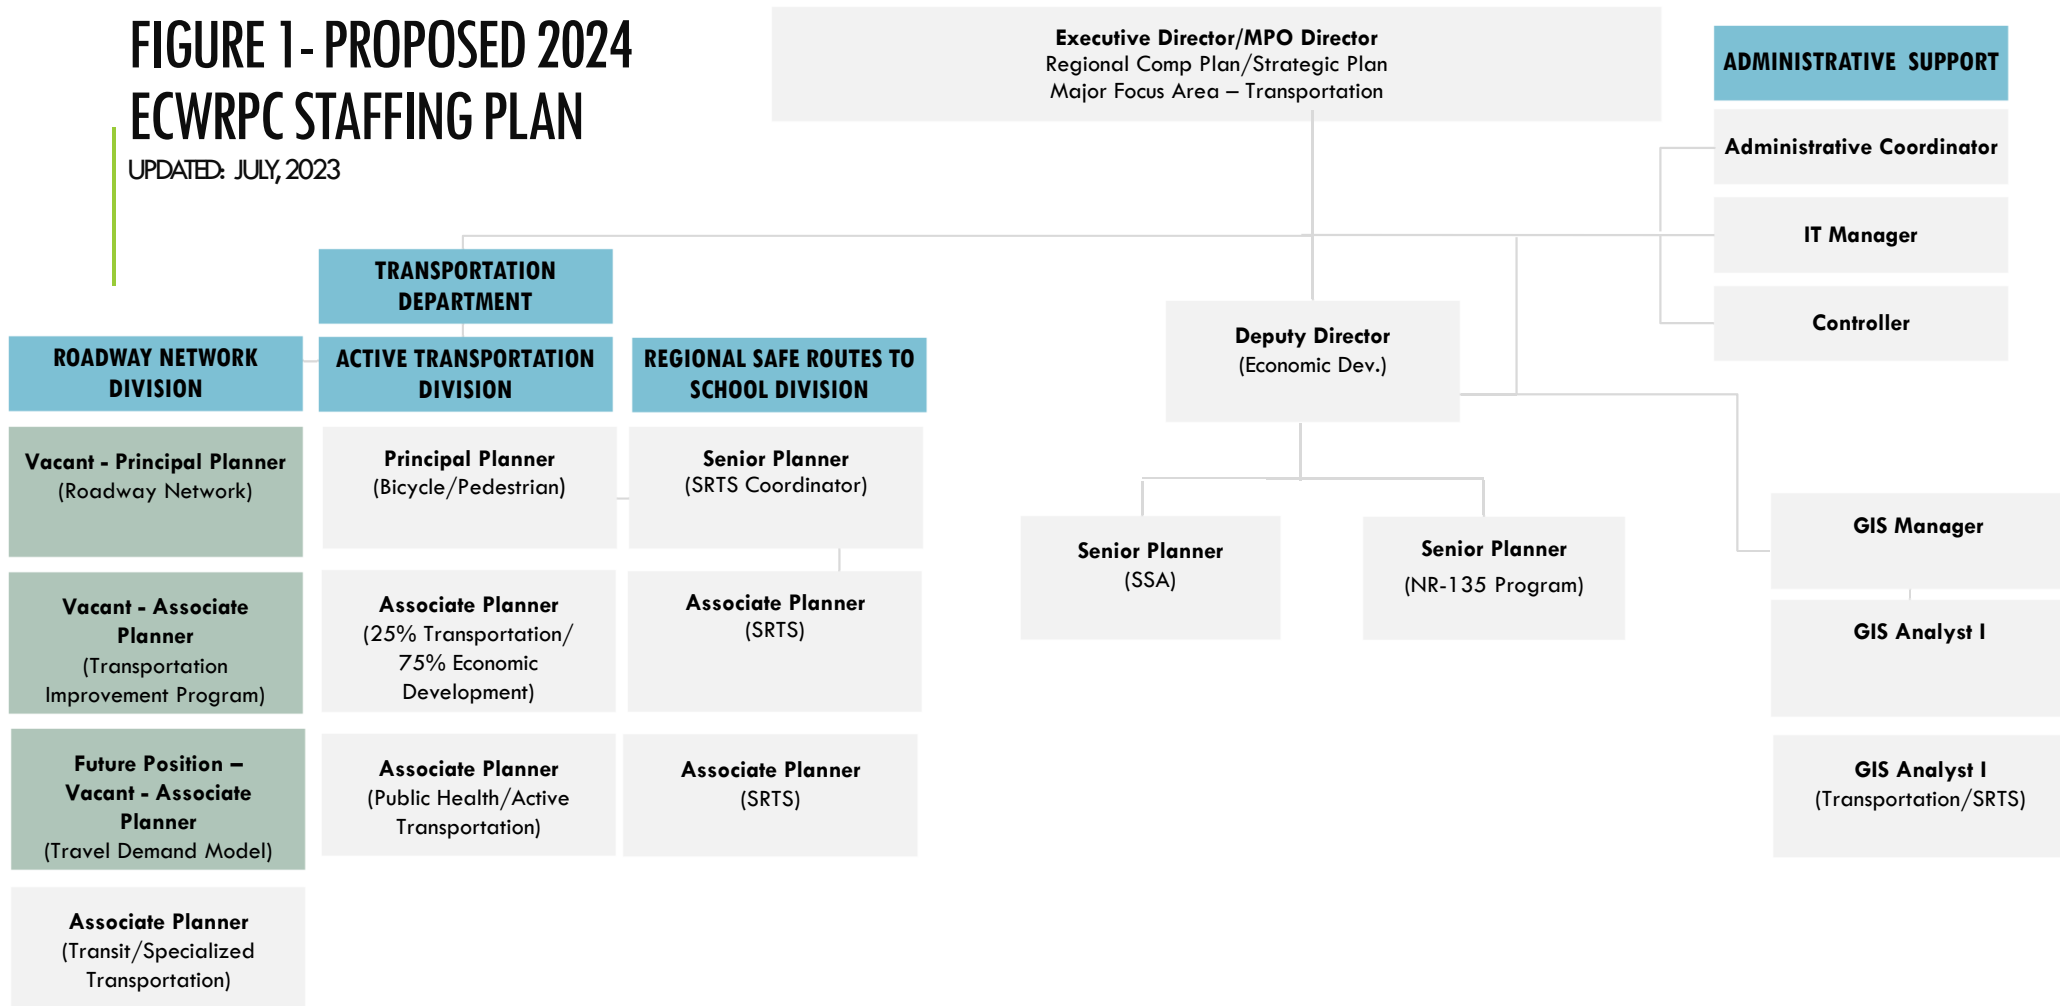 FIGURE 1- PROPOSED 2024
ECWRPC STAFFING PLAN
UPDATED: JULY, 2023
Executive Director/MPO Director
Regional Comp Plan/Strategic Plan
Major Focus Area – Transportation
ADMINISTRATIVE SUPPORT
Administrative Coordinator
IT Manager
Controller
TRANSPORTATION
DEPARTMENT
ROADWAY NETWORK
DIVISION
Vacant - Principal Planner
(Roadway Network)
Vacant - Associate
Planner
(Transportation
Improvement Program)
Future Position –
Vacant - Associate
Planner
(Travel Demand Model)
Associate Planner
(Transit/Specialized
Transportation)
ACTIVE TRANSPORTATION
DIVISION
Principal Planner
(Bicycle/Pedestrian)
Associate Planner
(25% Transportation/
75% Economic
Development)
Associate Planner
(Public Health/Active
Transportation)
REGIONAL SAFE ROUTES TO
SCHOOL DIVISION
Senior Planner
(SRTS Coordinator)
Associate Planner
(SRTS)
Associate Planner
(SRTS)
Deputy Director
(Economic Dev.)
Senior Planner
(SSA)
Senior Planner
(NR-135 Program)
GIS Manager
GIS Analyst I
GIS Analyst I
(Transportation/SRTS)